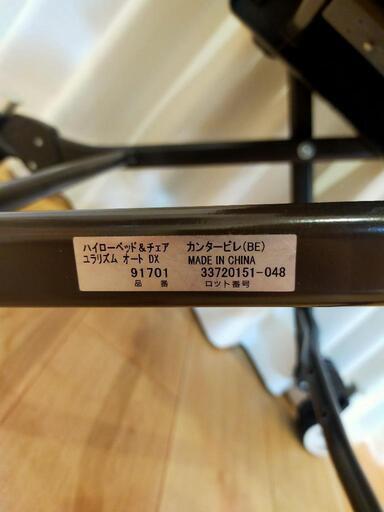 ハイローベッド＆チェア カンタービレ(BE)
ユラリズム オート DX MADE IN CHINA
91701 33720151-048
品 番 ロット番号